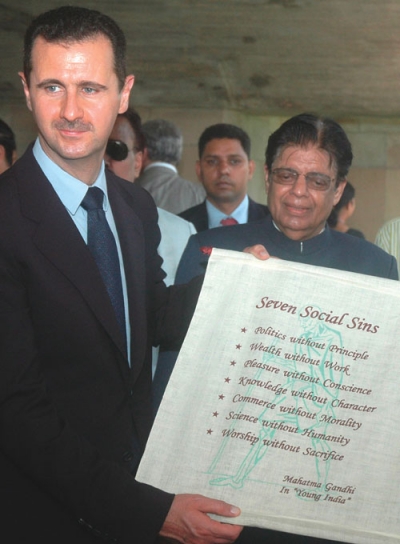 Seven Social Sins
★ Politics without Principle
★ Wealth without Work
★ Pleasure without Conscience
★ Knowledge without Character
★ Commerce without Morality
★ Science without Humanity
★ Worship without Sacrifice
Mahatma Gandhi
In "Young India"